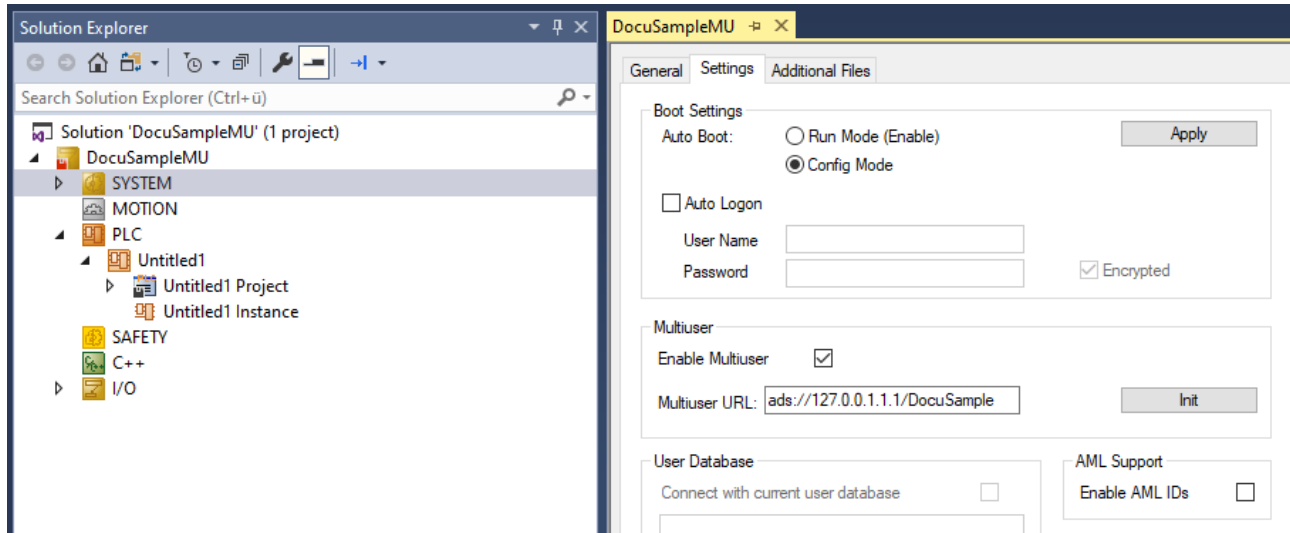 Solution Explorer
Search Solution Explorer (Ctrl+ü)
Solution 'DocuSampleMU' (1 project)
DocuSampleMU
SYSTEM
MOTION
PLC
Untitled1
Untitled1 Project
Untitled1 Instance
SAFETY
C++
I/O
DocuSampleMU
General Settings Additional Files
Boot Settings
Auto Boot: Run Mode (Enable) Apply
Config Mode
Auto Logon
User Name
Password Encrypted
Multiuser
Enable Multiuser
Multiuser URL: ads://127.0.0.1.1.1/DocuSample Init
User Database AML Support
Connect with current user database Enable AML IDs